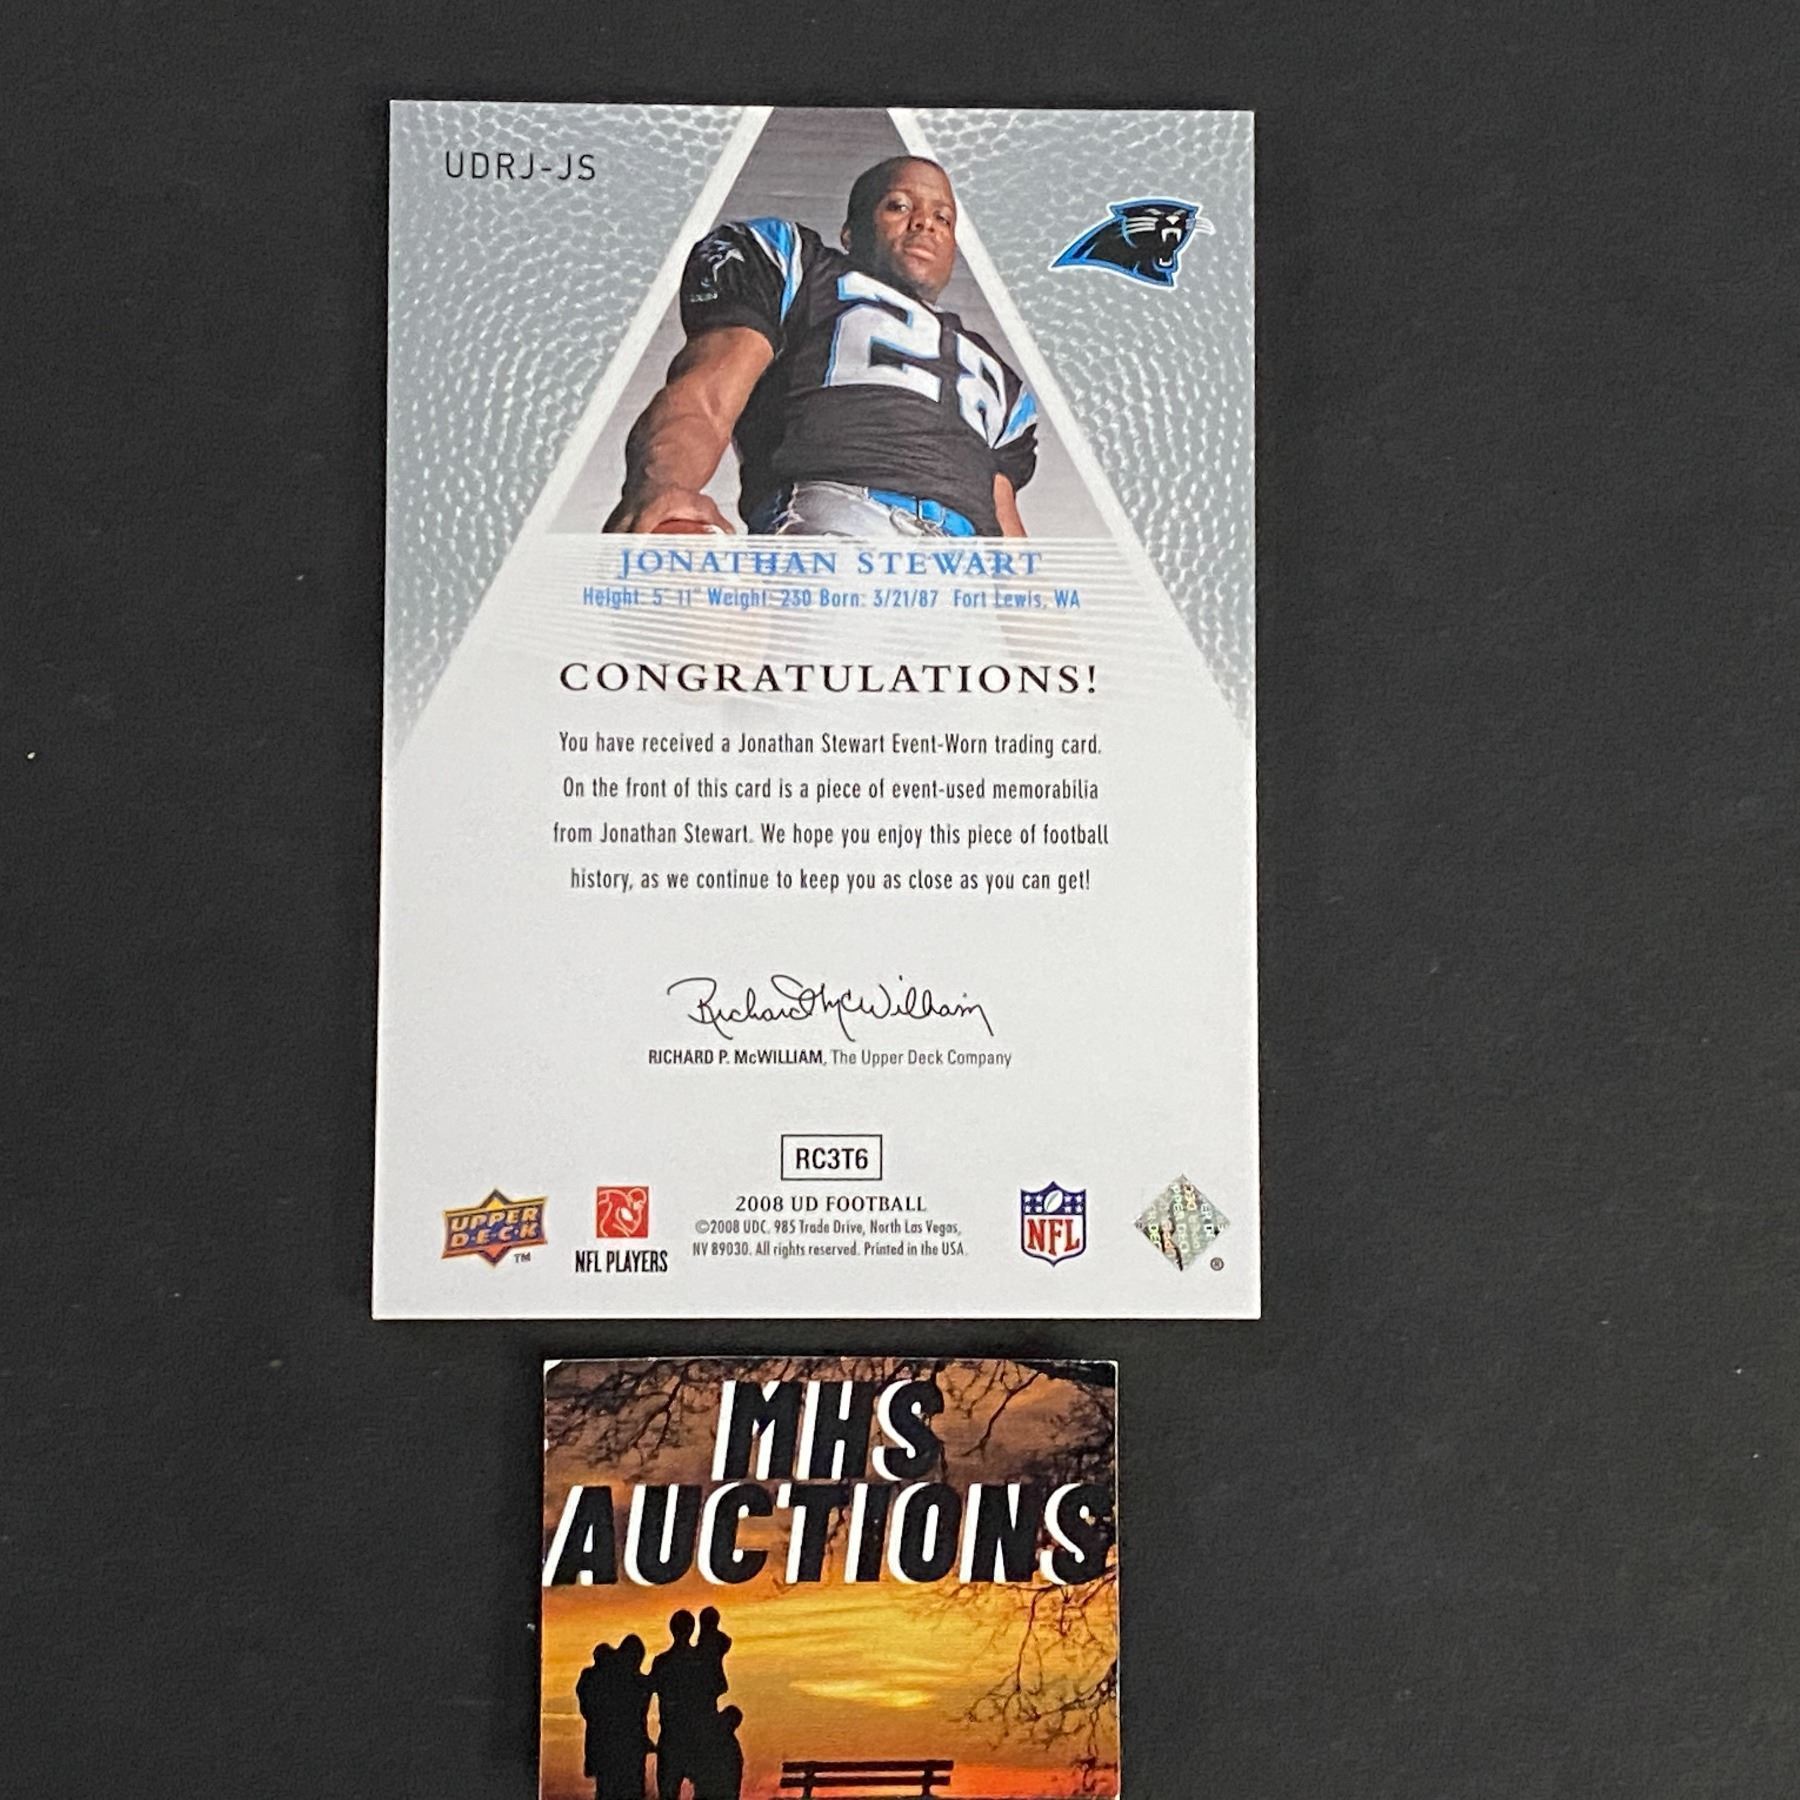 UDRJ-JS
28
JONATHAN STEWART
Height: 5' 11" Weight: 230 Born: 3/21/87 Fort Lewis, WA
CONGRATULATIONS!
You have received a Jonathan Stewart Event-Worn trading card.
On the front of this card is a piece of event-used memorabilia
from Jonathan Stewart. We hope you enjoy this piece of football
history, as we continue to keep you as close as you can get!
Richard McWilliam
RICHARD P. McWILLIAM, The Upper Deck Company
RC3T6
2008 UD FOOTBALL
©2008 UDC. 985 Trade Drive, North Las Vegas,
NV 89030. All rights reserved. Printed in the USA.
UPPER
D·E·C·K
TM
NFL PLAYERS
NFL
®
MHS
AUCTIONS